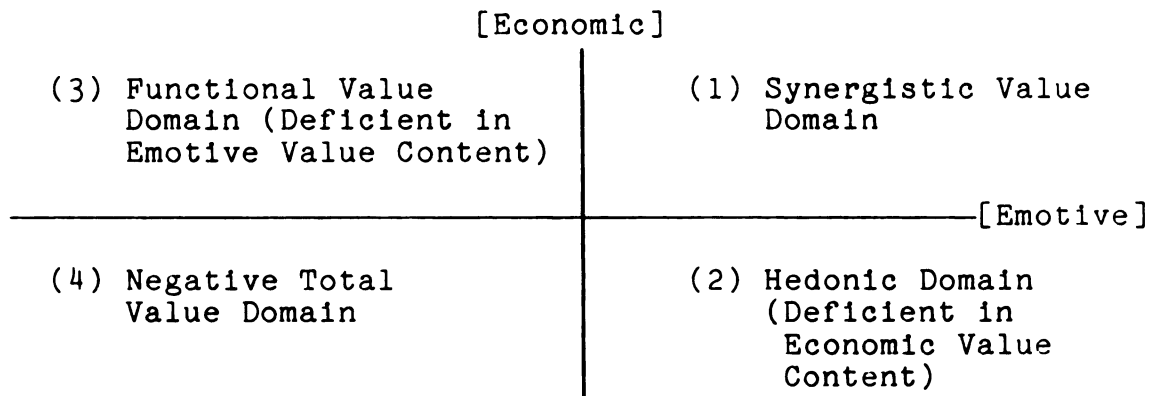 [Economic]
(3) Functional Value
Domain (Deficient in
Emotive Value Content)
(1) Synergistic Value
Domain
[Emotive]
(4) Negative Total
Value Domain
(2) Hedonic Domain
(Deficient in
Economic Value
Content)